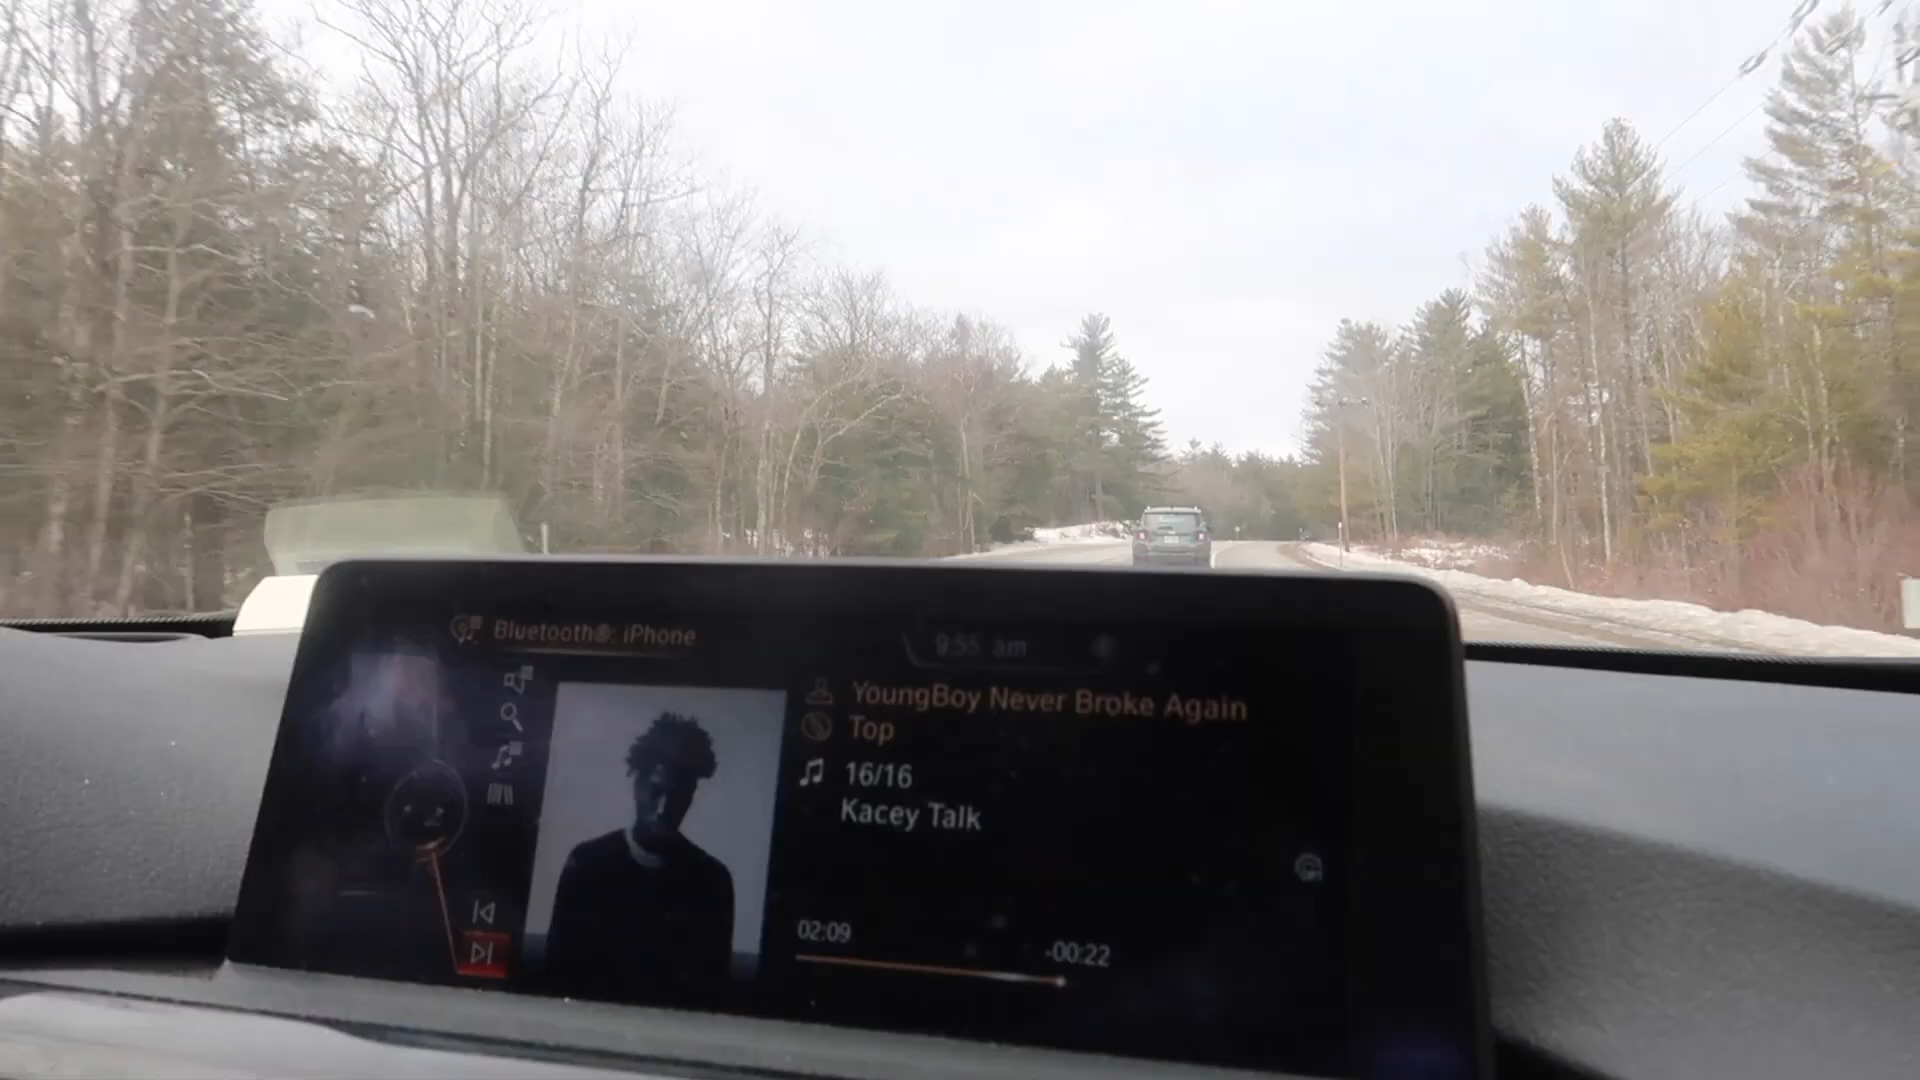 Bluetooth®: iPhone
9:55 am
YoungBoy Never Broke Again
Top
16/16
Kacey Talk
02:09
-00:22